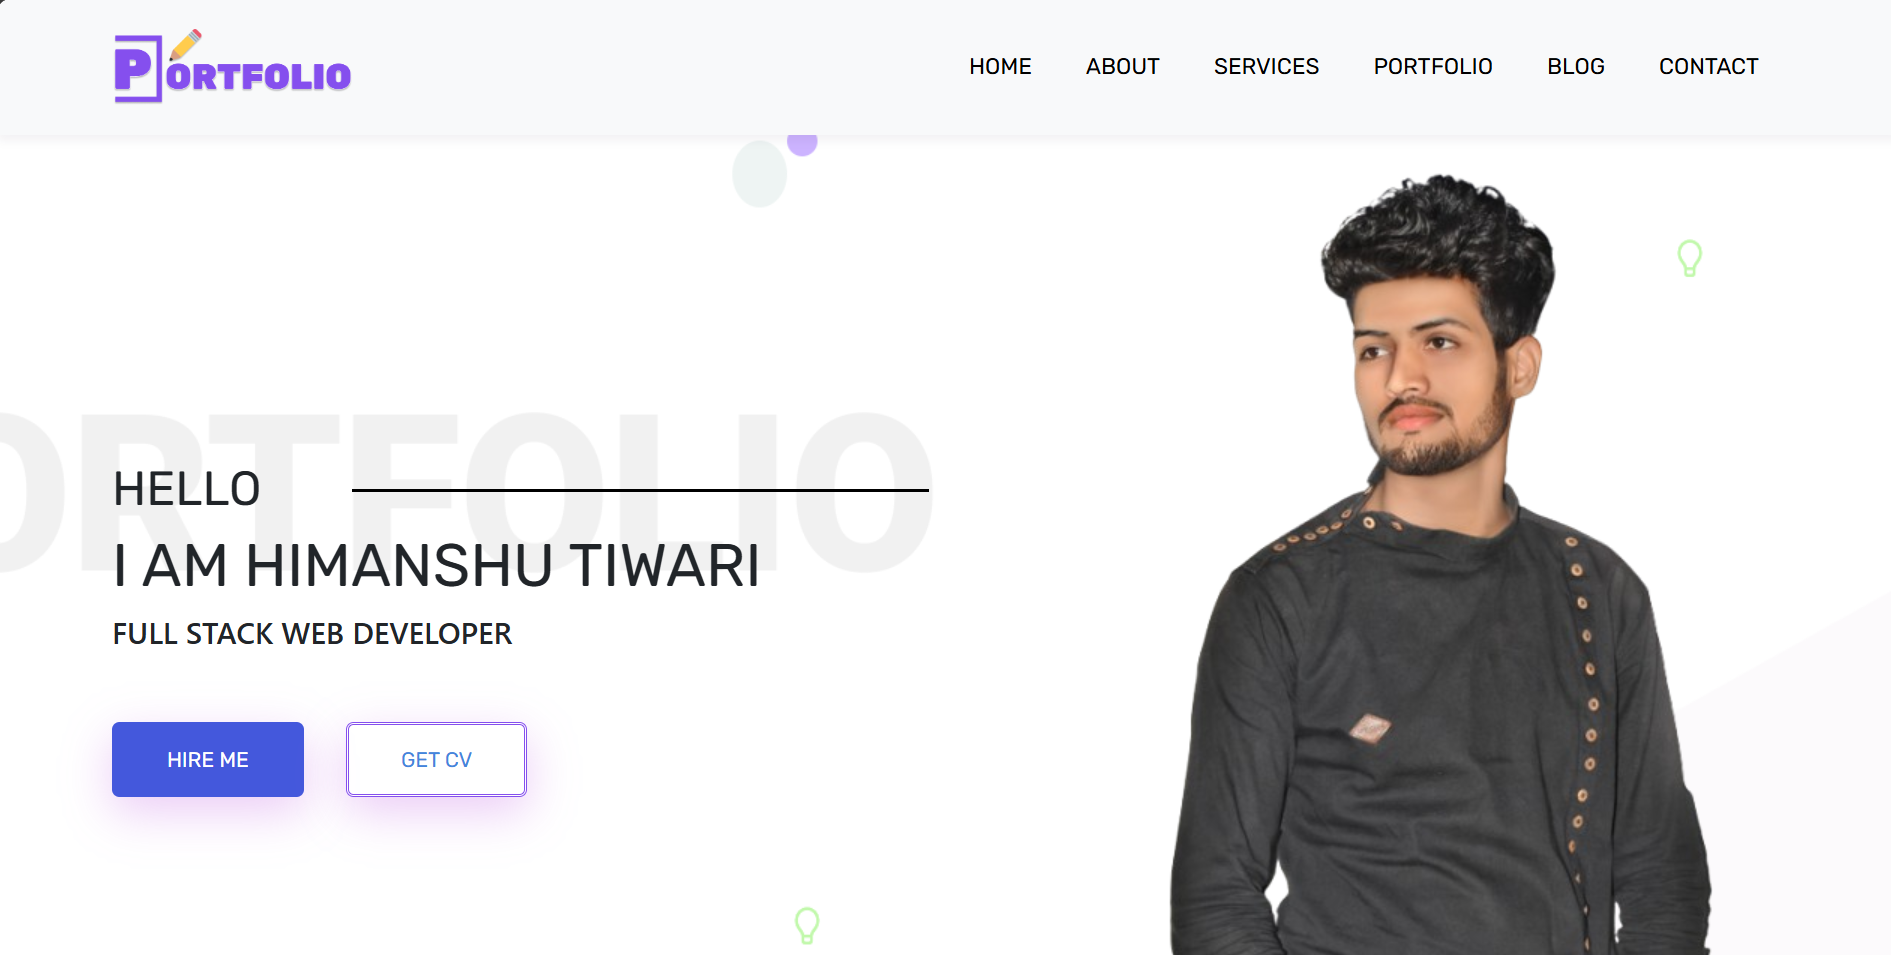 PORTFOLIO
HOME ABOUT SERVICES PORTFOLIO BLOG CONTACT
ORTFOLIO
HELLO
I AM HIMANSHU TIWARI
FULL STACK WEB DEVELOPER
HIRE ME GET CV